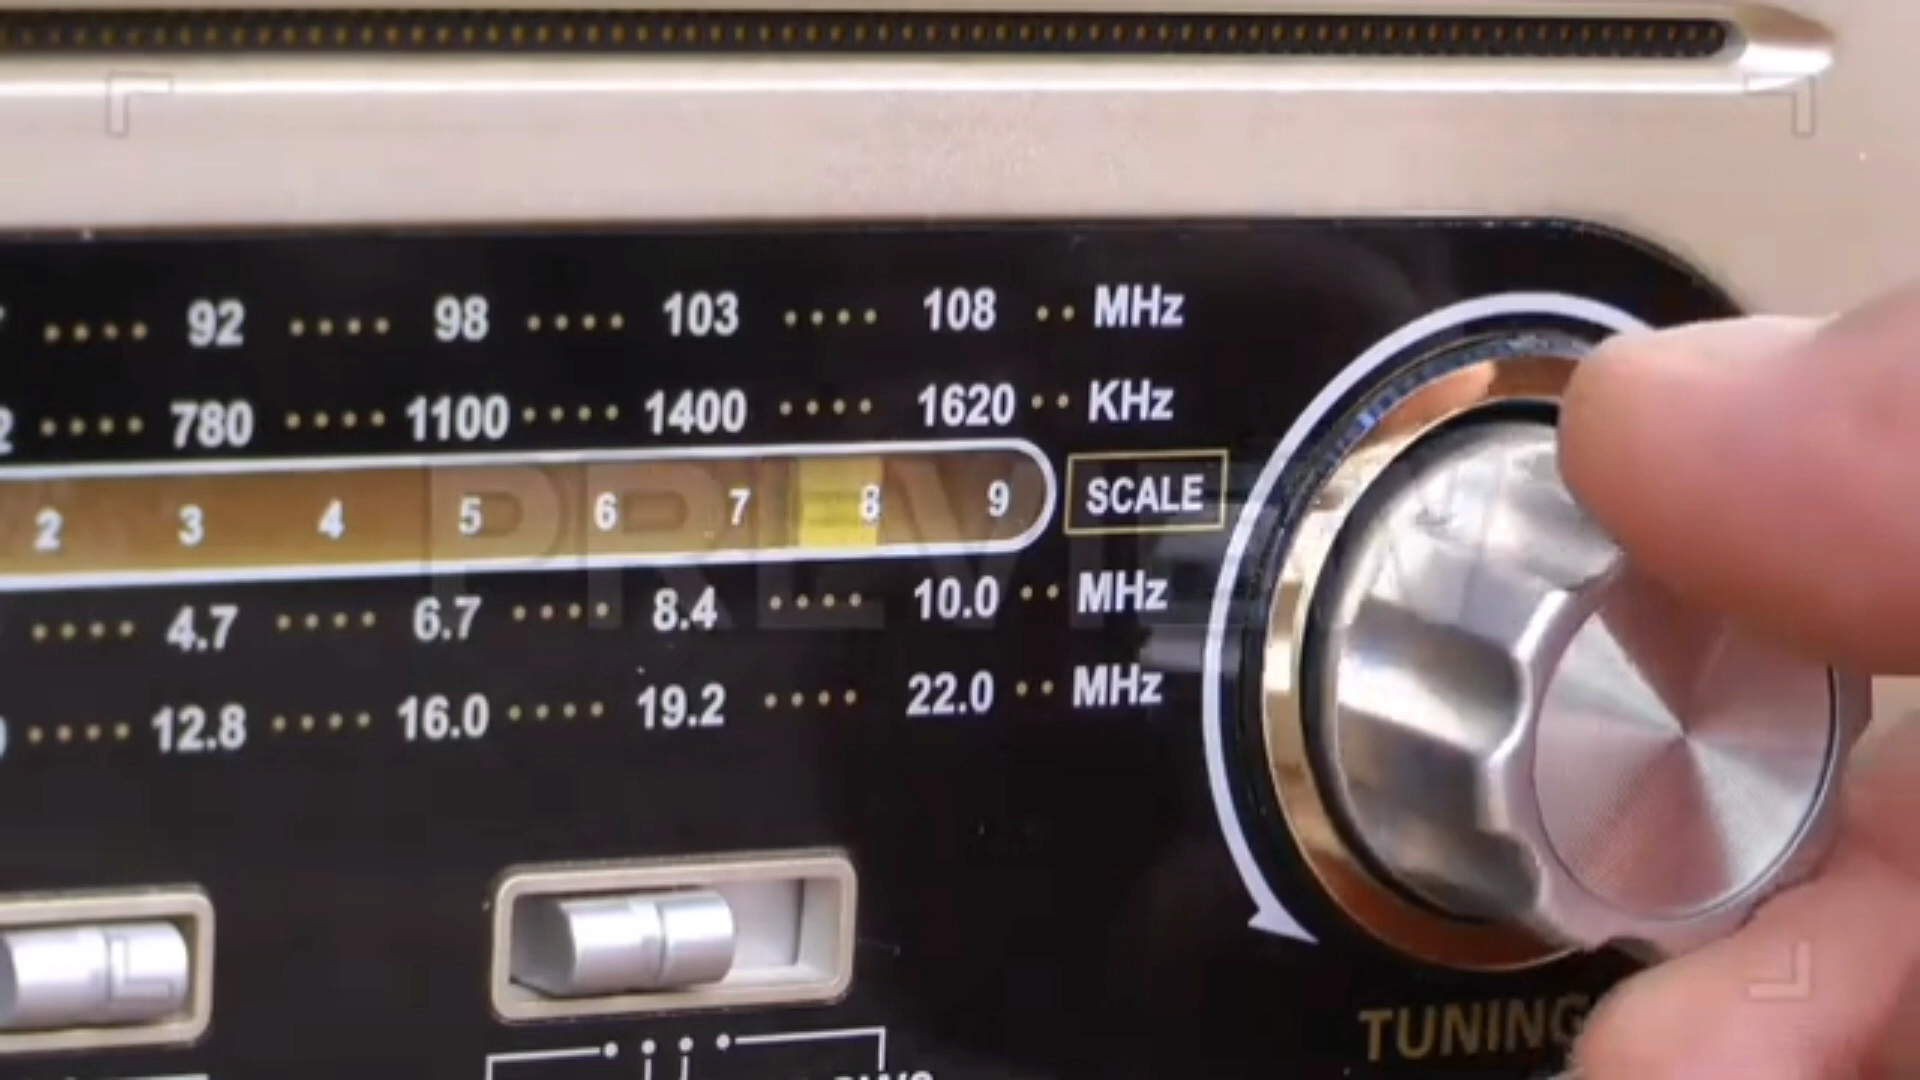 92 98 103 108 MHz
780 1100 1400 1620 KHz
2 3 4 5 6 7 8 9 SCALE
4.7 6.7 8.4 10.0 MHz
12.8 16.0 19.2 22.0 MHz
TUNING